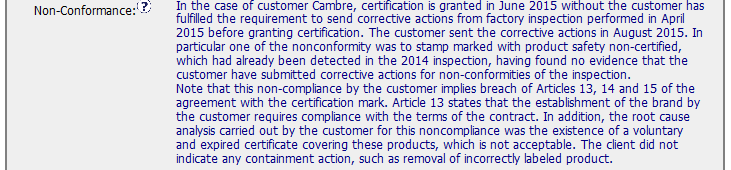 Non-Conformance:?
In the case of customer Cambre, certification is granted in June 2015 without the customer has
fulfilled the requirement to send corrective actions from factory inspection performed in April
2015 before granting certification. The customer sent the corrective actions in August 2015. In
particular one of the nonconformity was to stamp marked with product safety non-certified,
which had already been detected in the 2014 inspection, having found no evidence that the
customer have submitted corrective actions for non-conformities of the inspection.
Note that this non-compliance by the customer implies breach of Articles 13, 14 and 15 of the
agreement with the certification mark. Article 13 states that the establishment of the brand by
the customer requires compliance with the terms of the contract. In addition, the root cause
analysis carried out by the customer for this noncompliance was the existence of a voluntary
and expired certificate covering these products, which is not acceptable. The client did not
indicate any containment action, such as removal of incorrectly labeled product.